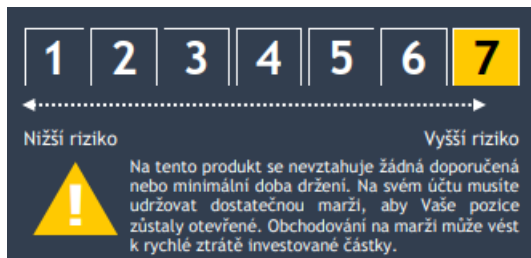 1 2 3 4 5 6 7
Nižší riziko Vyšší riziko
Na tento produkt se nevztahuje žádná doporučená
nebo minimální doba držení. Na svém účtu musíte
udržovat dostatečnou marži, aby Vaše pozice
zůstaly otevřené. Obchodování na marži může vést
k rychlé ztrátě investované částky.